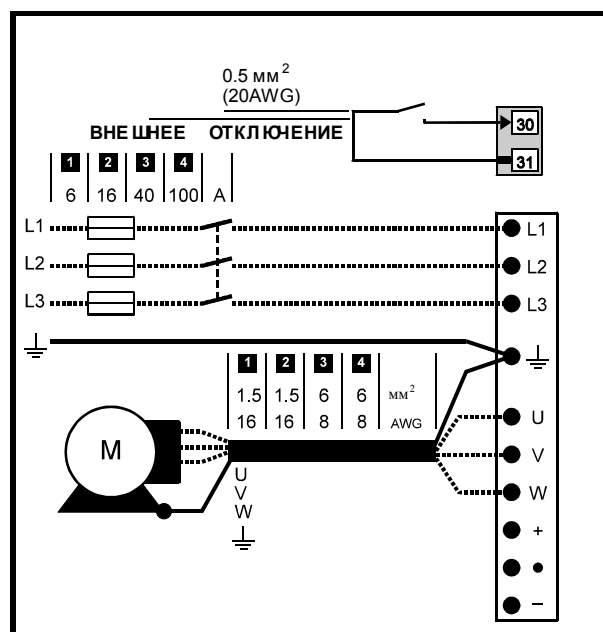 0.5 мм²
(20AWG)
ВНЕШНЕЕ ОТКЛЮЧЕНИЕ
30
31
1 2 3 4
6 16 40 100 A
L1 L1
L2 L2
L3 L3
1 2 3 4
1.5 1.5 6 6 мм²
16 16 8 8 AWG
M
U
V
W
U
V
W
+
−